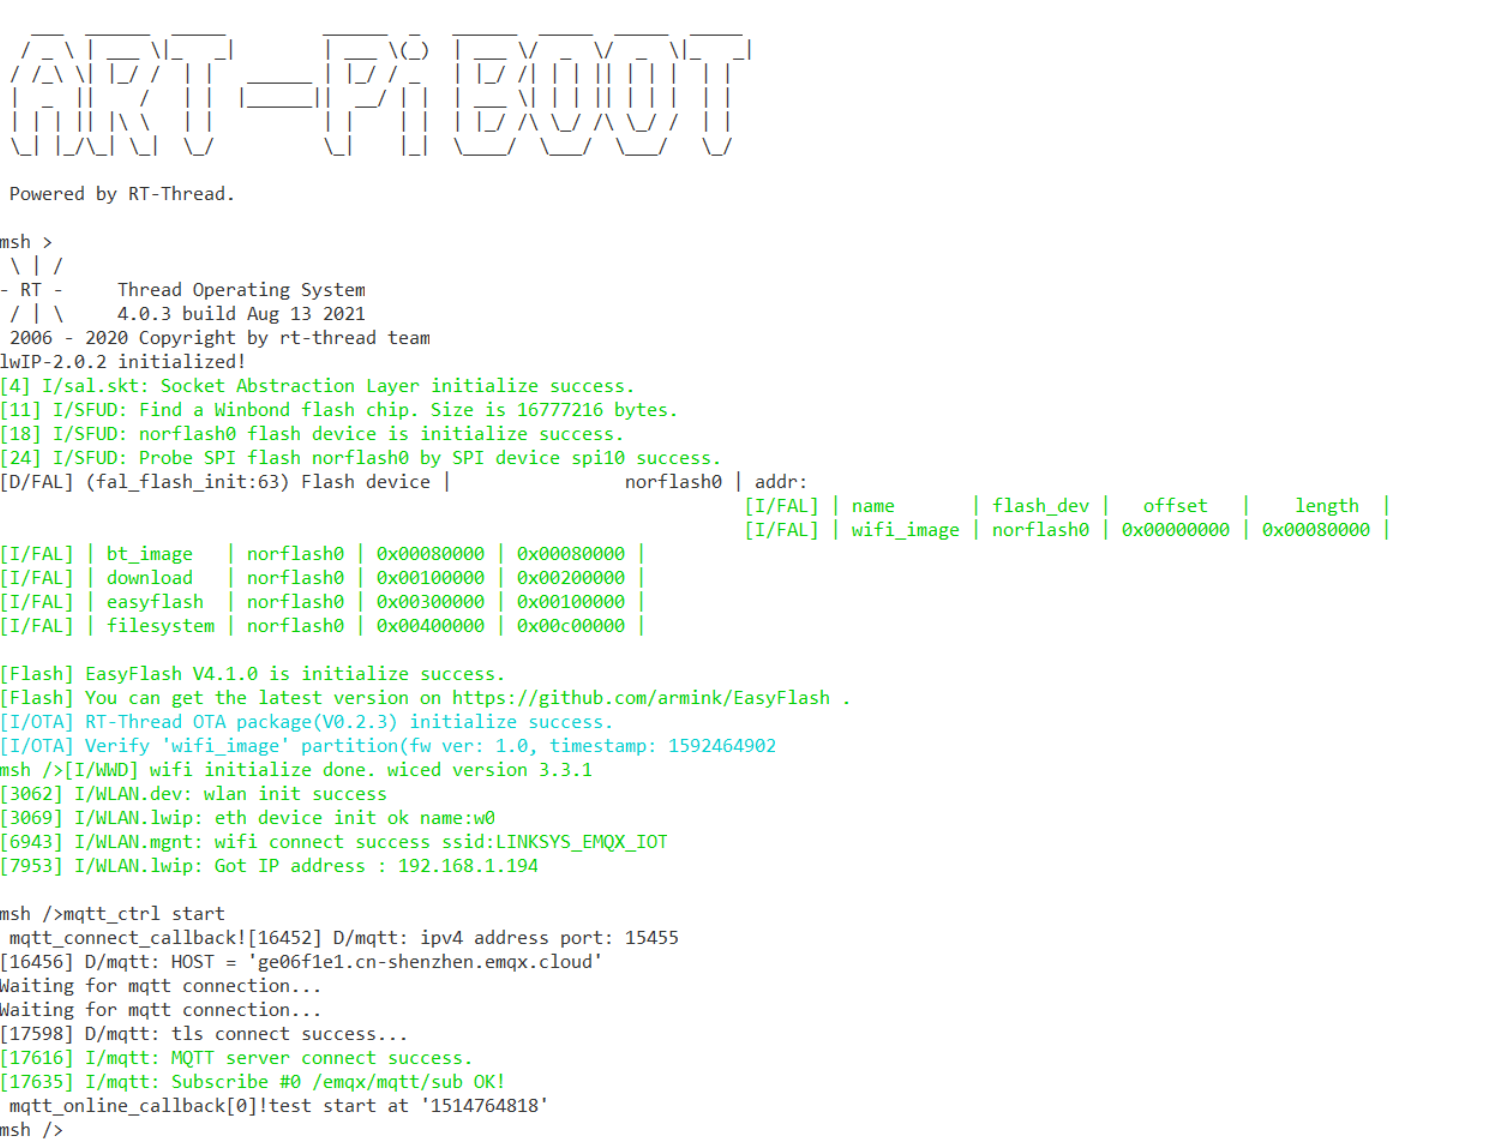 ART-Pi BOOT
Powered by RT-Thread.
msh >
 \ | /
- RT -     Thread Operating System
 / | \     4.0.3 build Aug 13 2021
 2006 - 2020 Copyright by rt-thread team
lwIP-2.0.2 initialized!
[4] I/sal.skt: Socket Abstraction Layer initialize success.
[11] I/SFUD: Find a Winbond flash chip. Size is 16777216 bytes.
[18] I/SFUD: norflash0 flash device is initialize success.
[24] I/SFUD: Probe SPI flash norflash0 by SPI device spi10 success.
[D/FAL] (fal_flash_init:63) Flash device |                norflash0 | addr:
[I/FAL] | name       | flash_dev |   offset   |    length  |
[I/FAL] | wifi_image | norflash0 | 0x00000000 | 0x00080000 |
[I/FAL] | bt_image   | norflash0 | 0x00080000 | 0x00080000 |
[I/FAL] | download   | norflash0 | 0x00100000 | 0x00200000 |
[I/FAL] | easyflash  | norflash0 | 0x00300000 | 0x00100000 |
[I/FAL] | filesystem | norflash0 | 0x00400000 | 0x00c00000 |
[Flash] EasyFlash V4.1.0 is initialize success.
[Flash] You can get the latest version on https://github.com/armink/EasyFlash .
[I/OTA] RT-Thread OTA package(V0.2.3) initialize success.
[I/OTA] Verify 'wifi_image' partition(fw ver: 1.0, timestamp: 1592464902
msh />[I/WWD] wifi initialize done. wiced version 3.3.1
[3062] I/WLAN.dev: wlan init success
[3069] I/WLAN.lwip: eth device init ok name:w0
[6943] I/WLAN.mgnt: wifi connect success ssid:LINKSYS_EMQX_IOT
[7953] I/WLAN.lwip: Got IP address : 192.168.1.194
msh />mqtt_ctrl start
 mqtt_connect_callback![16452] D/mqtt: ipv4 address port: 15455
[16456] D/mqtt: HOST = 'ge06f1e1.cn-shenzhen.emqx.cloud'
Waiting for mqtt connection...
Waiting for mqtt connection...
[17598] D/mqtt: tls connect success...
[17616] I/mqtt: MQTT server connect success.
[17635] I/mqtt: Subscribe #0 /emqx/mqtt/sub OK!
 mqtt_online_callback[0]!test start at '1514764818'
msh />